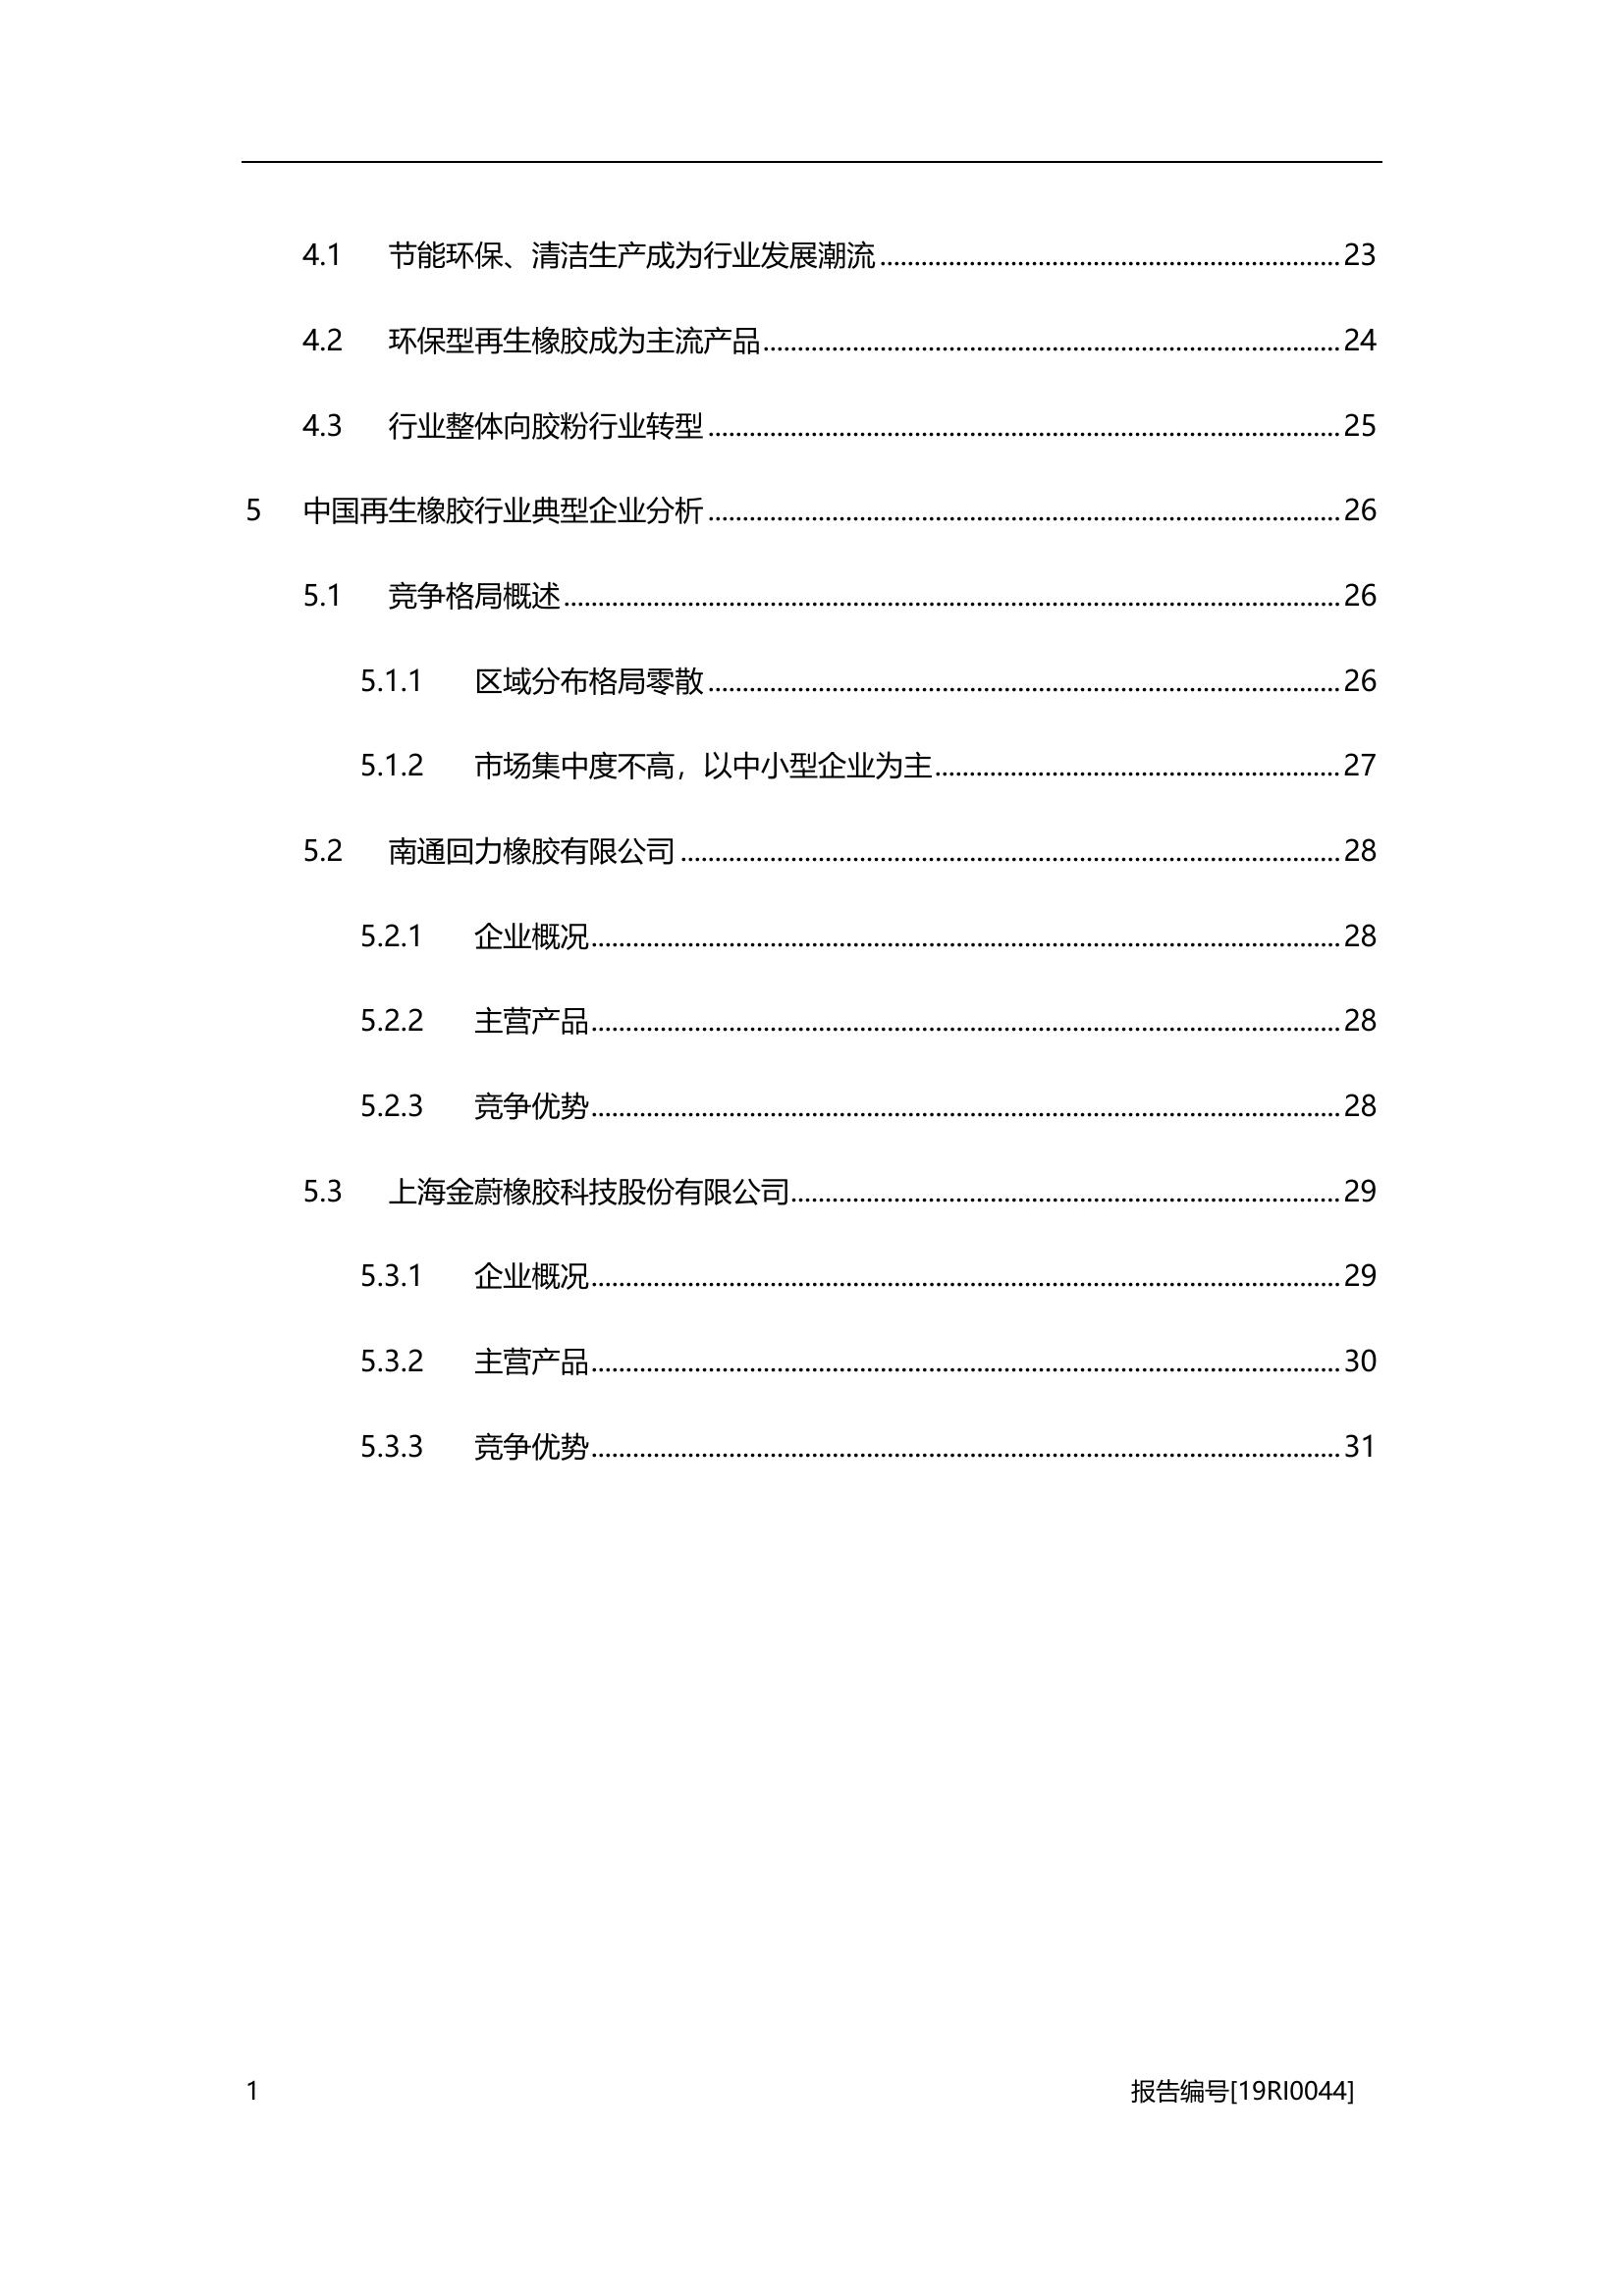 4.1 节能环保、清洁生产成为行业发展潮流 23
4.2 环保型再生橡胶成为主流产品 24
4.3 行业整体向胶粉行业转型 25
5 中国再生橡胶行业典型企业分析 26
5.1 竞争格局概述 26
5.1.1 区域分布格局零散 26
5.1.2 市场集中度不高，以中小型企业为主 27
5.2 南通回力橡胶有限公司 28
5.2.1 企业概况 28
5.2.2 主营产品 28
5.2.3 竞争优势 28
5.3 上海金蔚橡胶科技股份有限公司 29
5.3.1 企业概况 29
5.3.2 主营产品 30
5.3.3 竞争优势 31
1 报告编号[19RI0044]